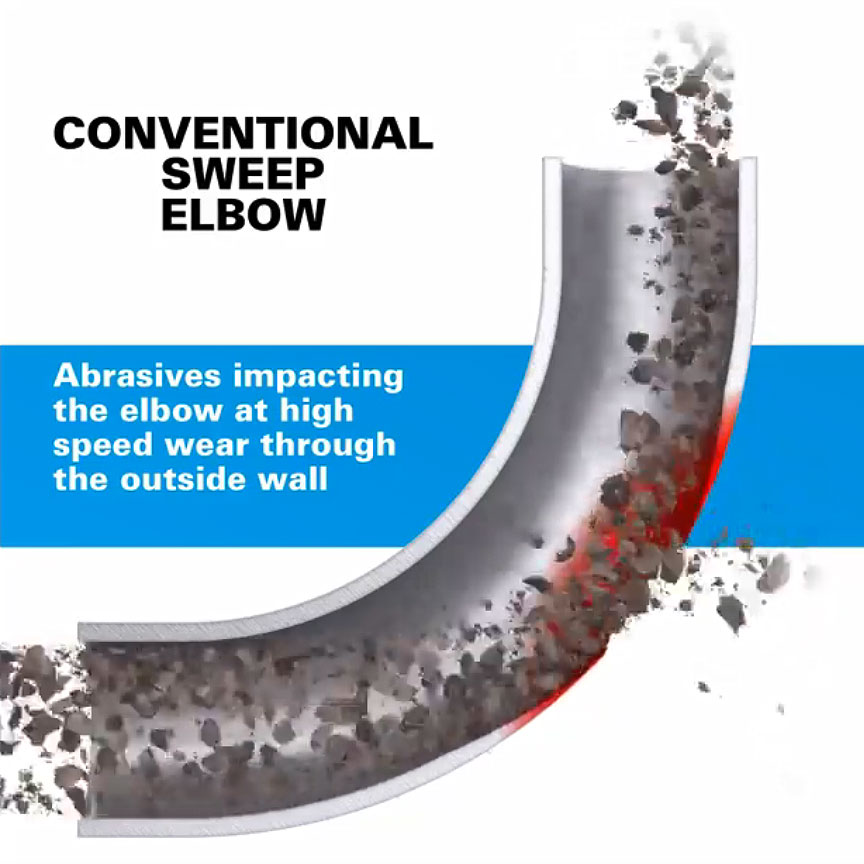 CONVENTIONAL
SWEEP
ELBOW
Abrasives impacting
the elbow at high
speed wear through
the outside wall